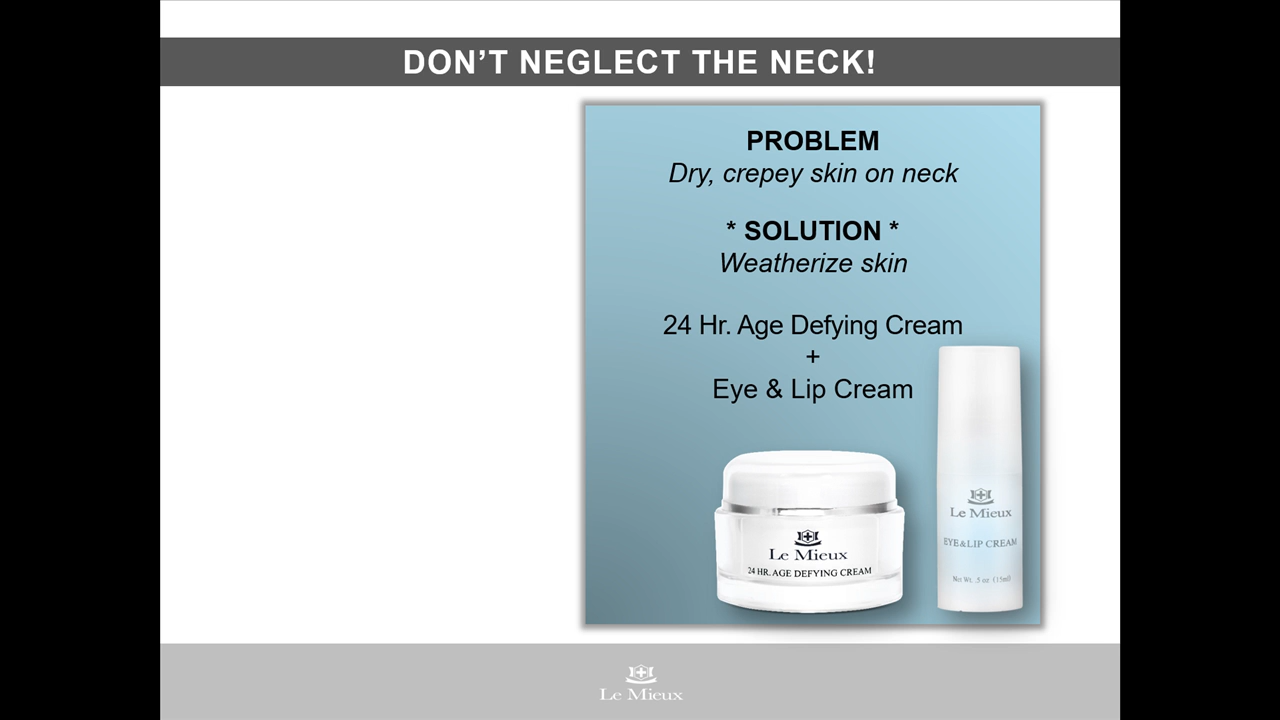 DON’T NEGLECT THE NECK!
PROBLEM
Dry, crepey skin on neck
* SOLUTION *
Weatherize skin
24 Hr. Age Defying Cream
+
Eye & Lip Cream
Le Mieux
24 HR. AGE DEFYING CREAM
Le Mieux
EYE&LIP CREAM
Net Wt. .5 oz (15ml)
Le Mieux